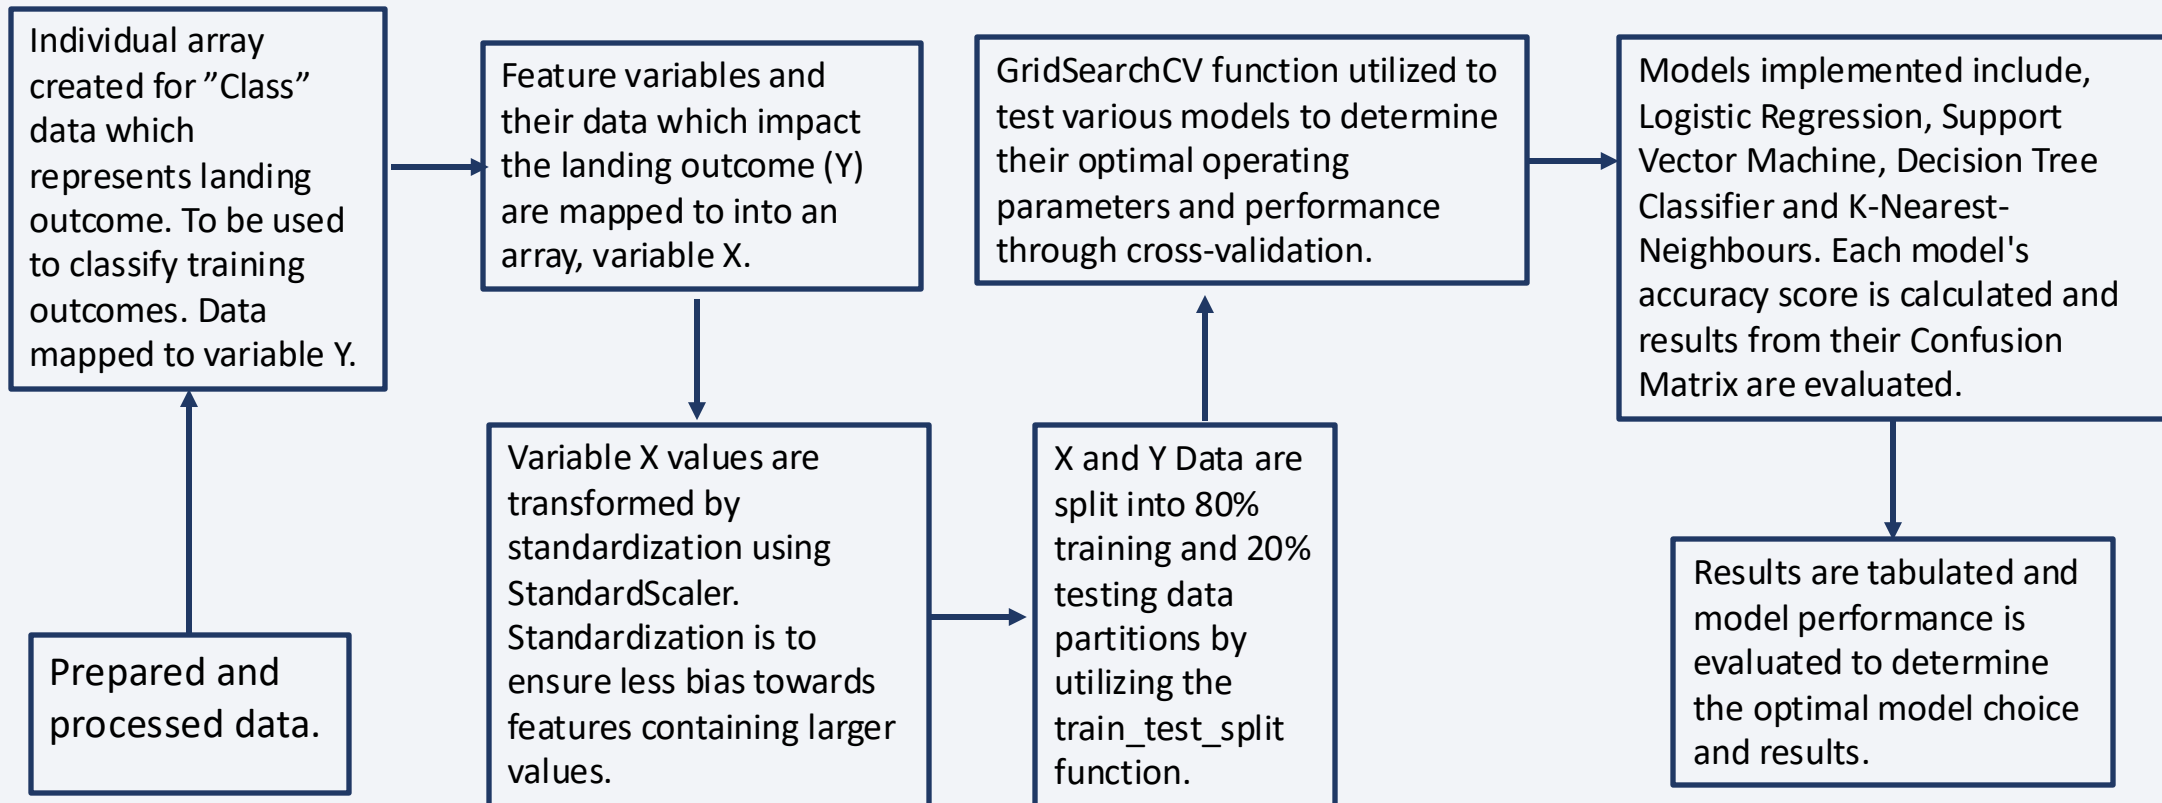 Prepared and
processed data.
Individual array
created for ”Class”
data which
represents landing
outcome. To be used
to classify training
outcomes. Data
mapped to variable Y.
Feature variables and
their data which impact
the landing outcome (Y)
are mapped to into an
array, variable X.
Variable X values are
transformed by
standardization using
StandardScaler.
Standardization is to
ensure less bias towards
features containing larger
values.
X and Y Data are
split into 80%
training and 20%
testing data
partitions by
utilizing the
train_test_split
function.
GridSearchCV function utilized to
test various models to determine
their optimal operating
parameters and performance
through cross-validation.
Models implemented include,
Logistic Regression, Support
Vector Machine, Decision Tree
Classifier and K-Nearest-
Neighbours. Each model's
accuracy score is calculated and
results from their Confusion
Matrix are evaluated.
Results are tabulated and
model performance is
evaluated to determine
the optimal model choice
and results.